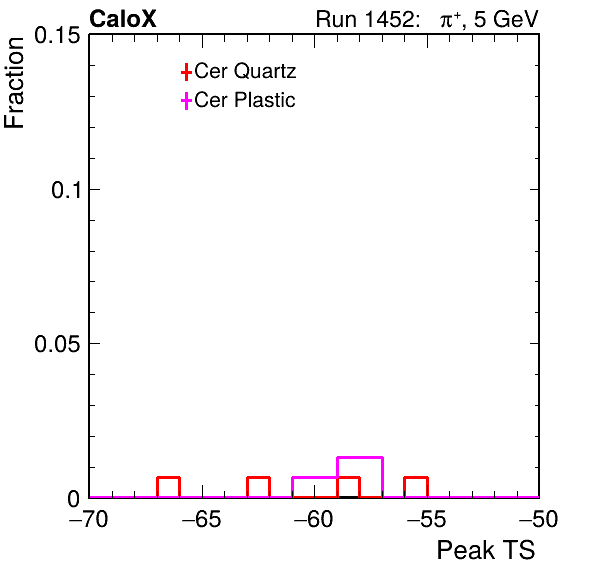 CaloX Run 1452: π⁺, 5 GeV
Fraction
0.15
Cer Quartz
Cer Plastic
0.1
0.05
0
−70 −65 −60 −55 −50
Peak TS